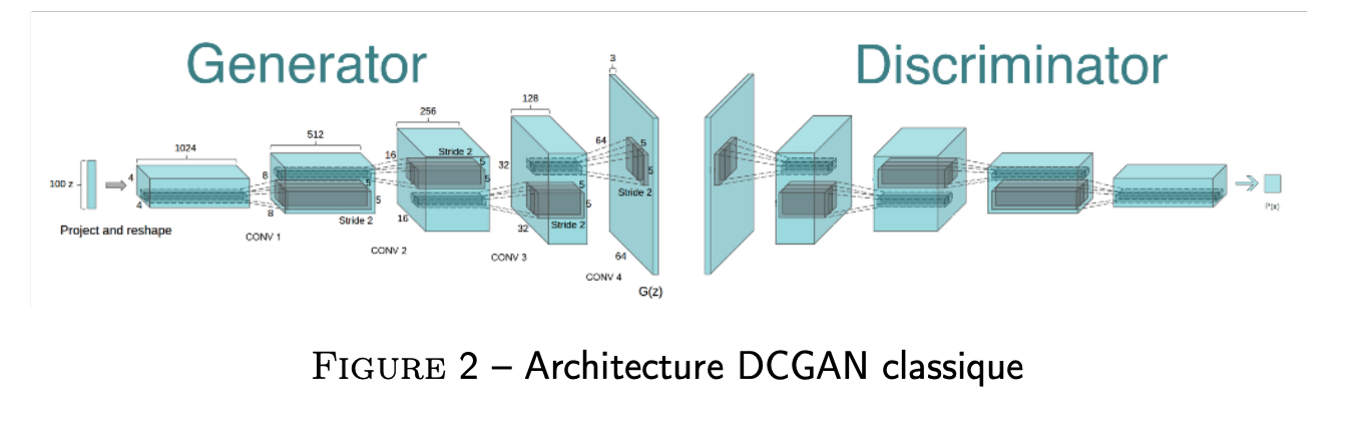 Generator
Discriminator
3
128
256
512
1024
64
5
5
Stride 2
16
Stride 2
5
5
32
8
5
5
Stride 2
4
4
100 z
8
16
5
5
Stride 2
32
64
Project and reshape
CONV 1
CONV 2
CONV 3
CONV 4
G(z)
P(x)
FIGURE 2 – Architecture DCGAN classique